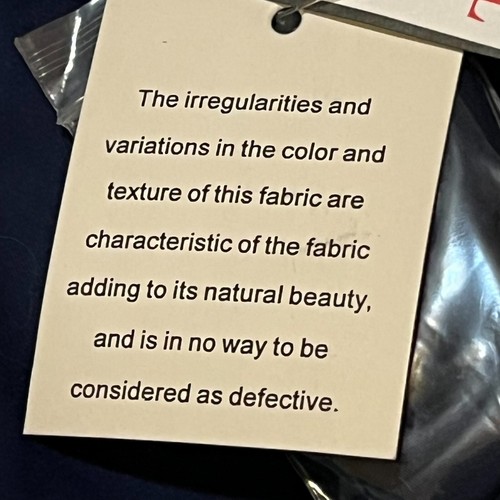 The irregularities and
variations in the color and
texture of this fabric are
characteristic of the fabric
adding to its natural beauty,
and is in no way to be
considered as defective.